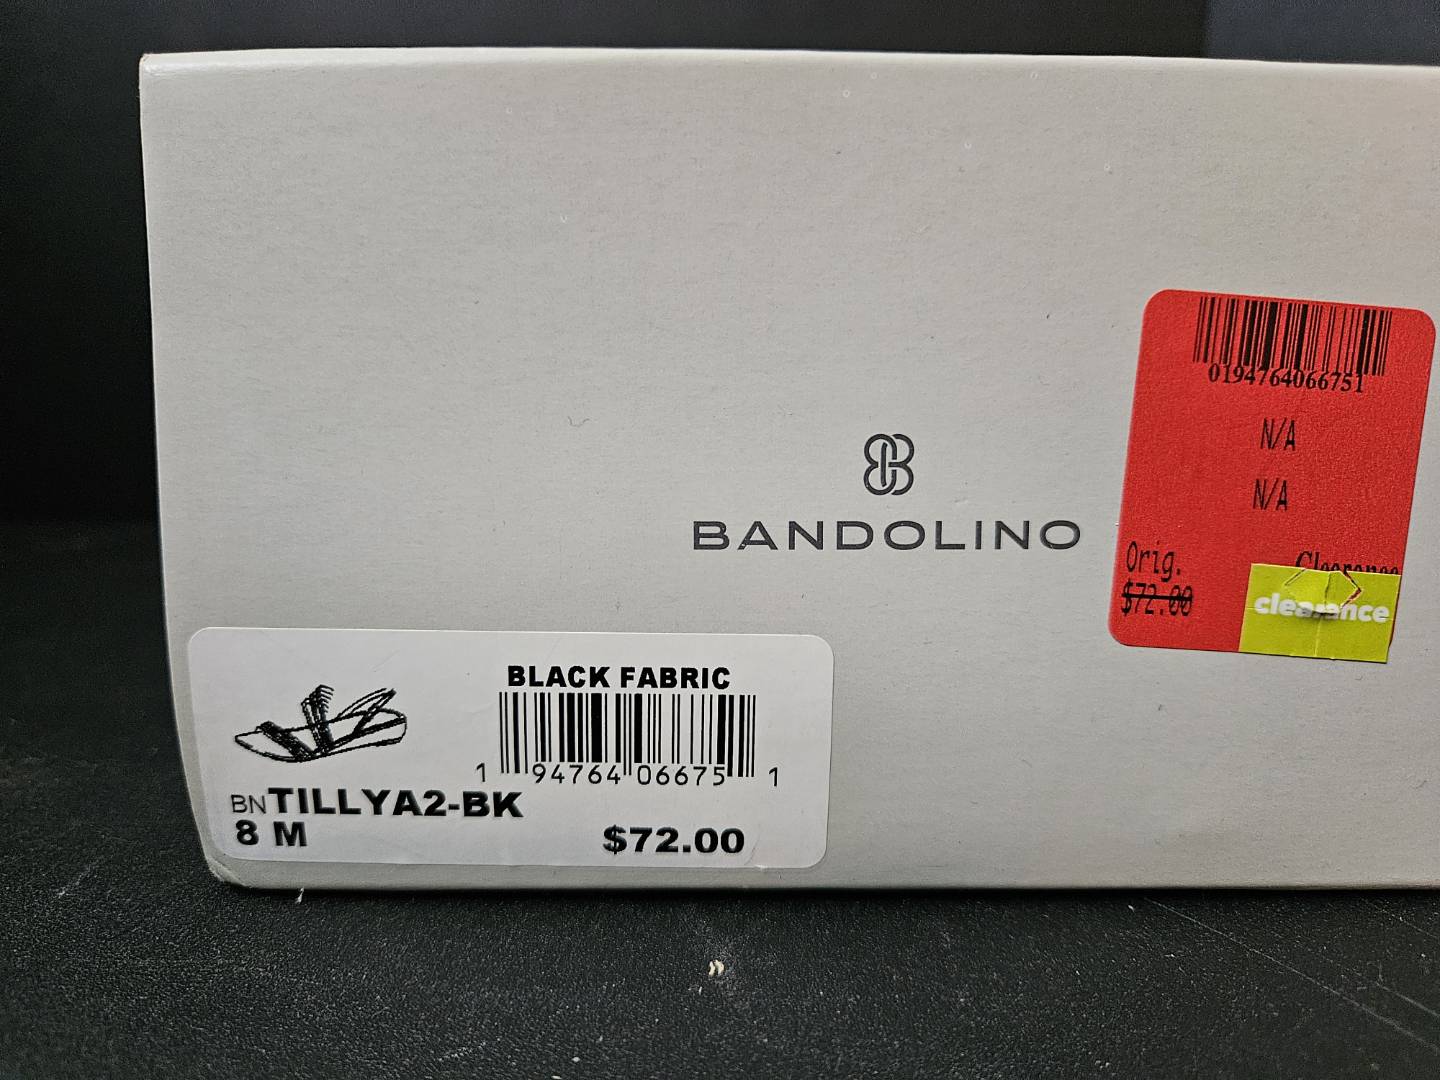 0194764066751
N/A
N/A
Orig.
$72.00
clearance
BANDOLINO
BLACK FABRIC
1 94764 06675 1
BNTILLYA2-BK
8 M
$72.00